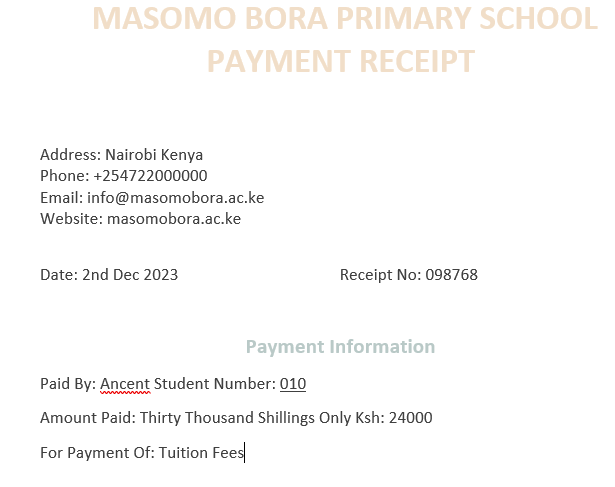 MASOMO BORA PRIMARY SCHOOL
PAYMENT RECEIPT
Address: Nairobi Kenya
Phone: +254722000000
Email: info@masomobora.ac.ke
Website: masomobora.ac.ke
Date: 2nd Dec 2023 Receipt No: 098768
Payment Information
Paid By: Ancent Student Number: 010
Amount Paid: Thirty Thousand Shillings Only Ksh: 24000
For Payment Of: Tuition Fees